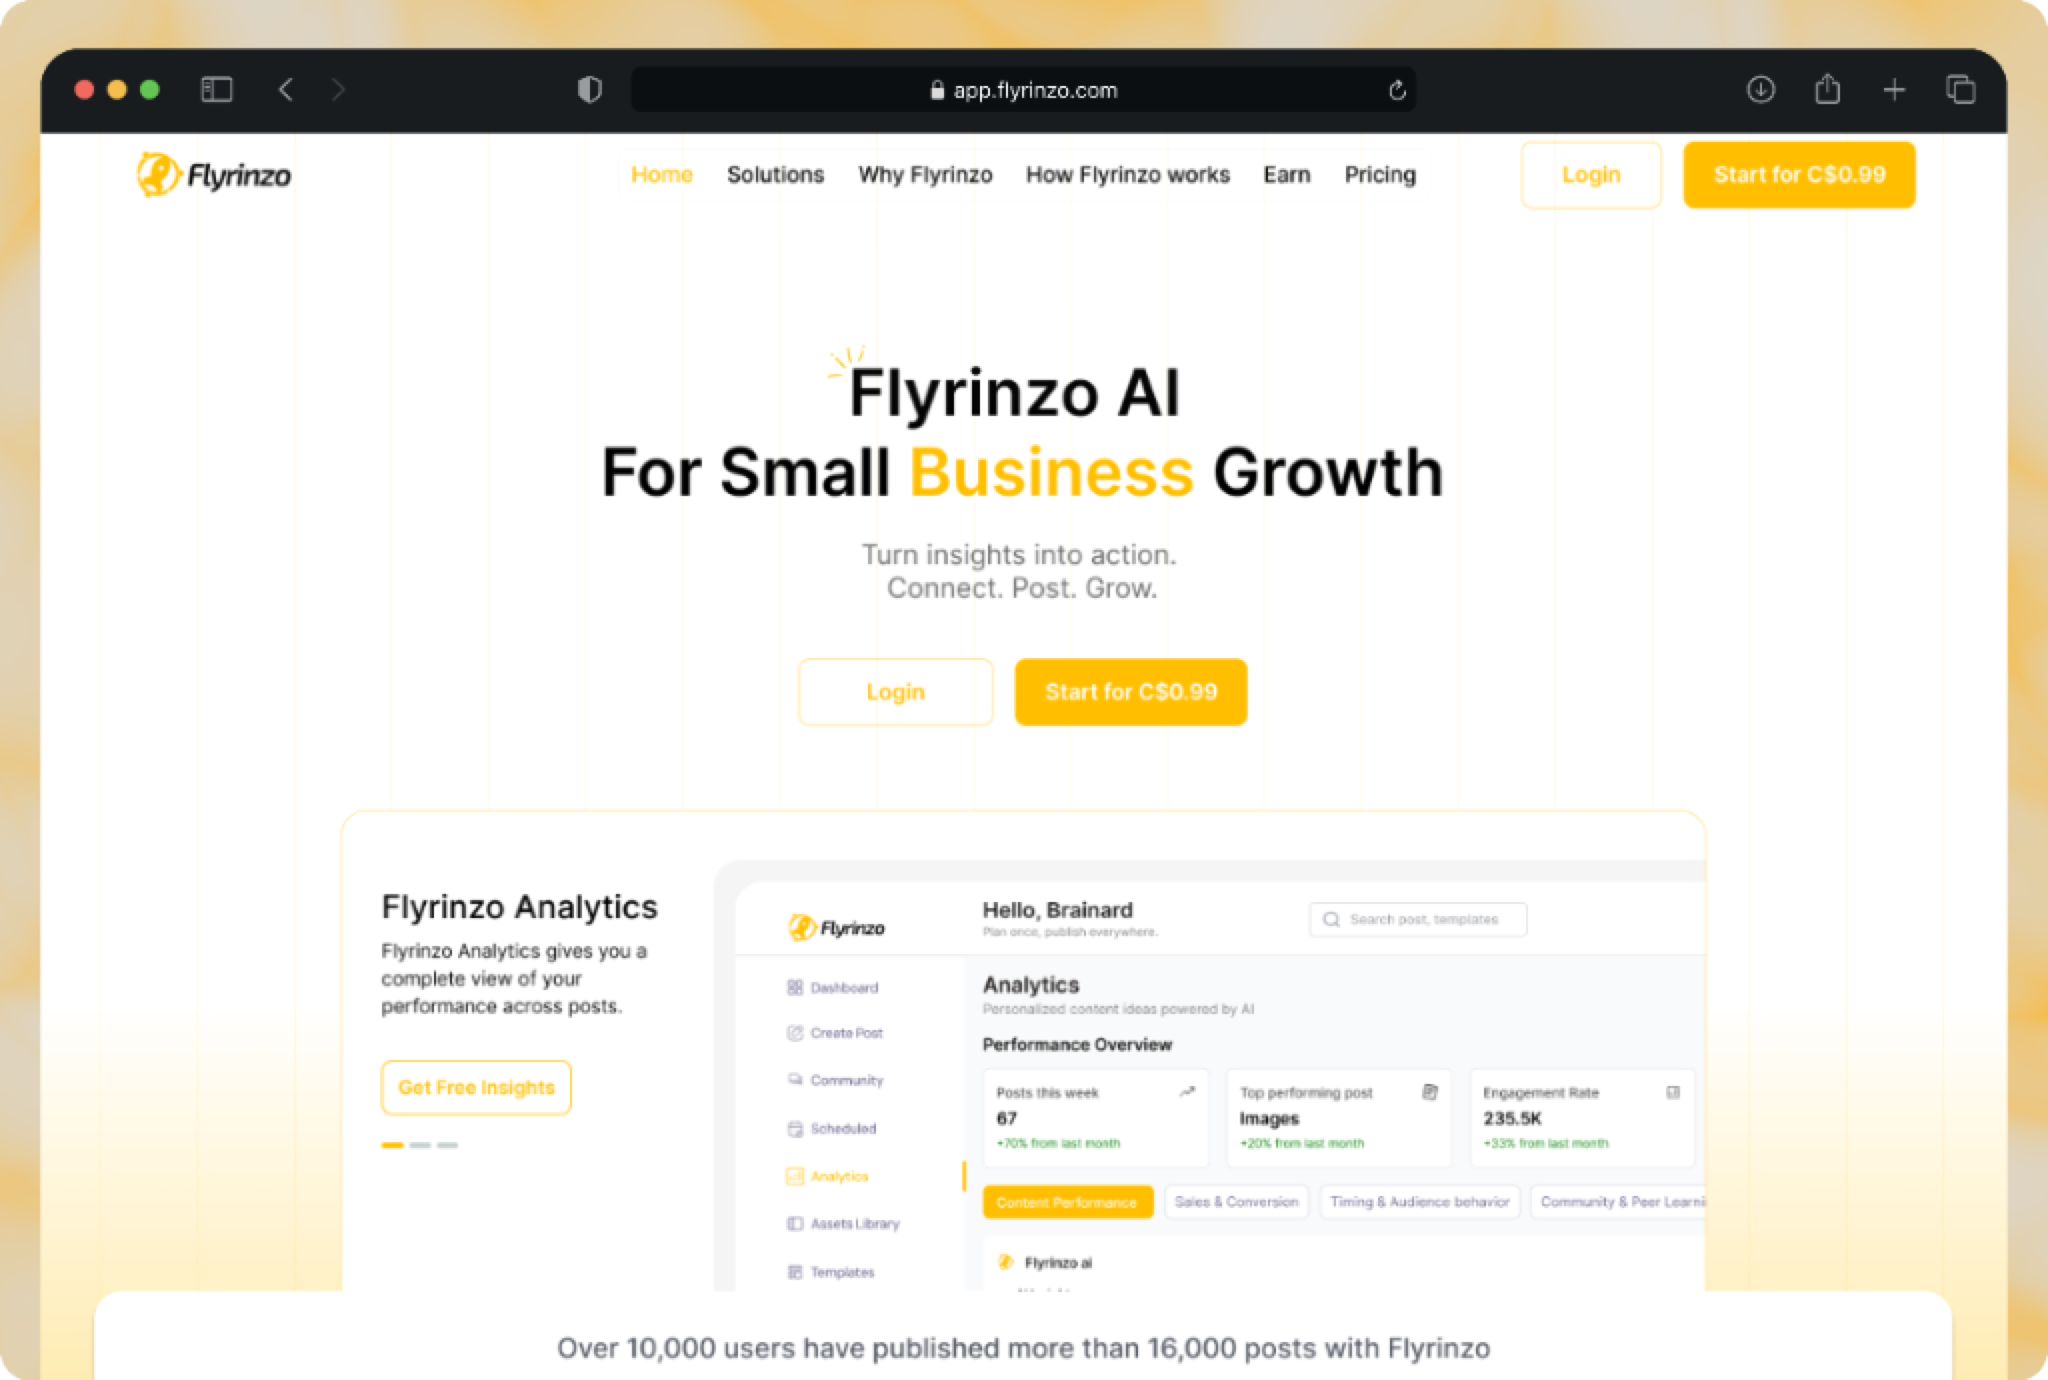 app.flyrinzo.com
Flyrinzo
Home Solutions Why Flyrinzo How Flyrinzo works Earn Pricing
Login
Start for C$0.99
Flyrinzo AI
For Small Business Growth
Turn insights into action.
Connect. Post. Grow.
Login
Start for C$0.99
Flyrinzo Analytics
Flyrinzo Analytics gives you a
complete view of your
performance across posts.
Get Free Insights
Flyrinzo
Hello, Brainard
Plan once, publish everywhere.
Search post, templates
Dashboard
Create Post
Community
Scheduled
Analytics
Assets Library
Templates
Analytics
Personalized content ideas powered by AI
Performance Overview
Posts this week
67
+70% from last month
Top performing post
Images
+20% from last month
Engagement Rate
235.5K
+33% from last month
Content Performance
Sales & Conversion
Timing & Audience behavior
Community & Peer Learni
Flyrinzo ai
Over 10,000 users have published more than 16,000 posts with Flyrinzo